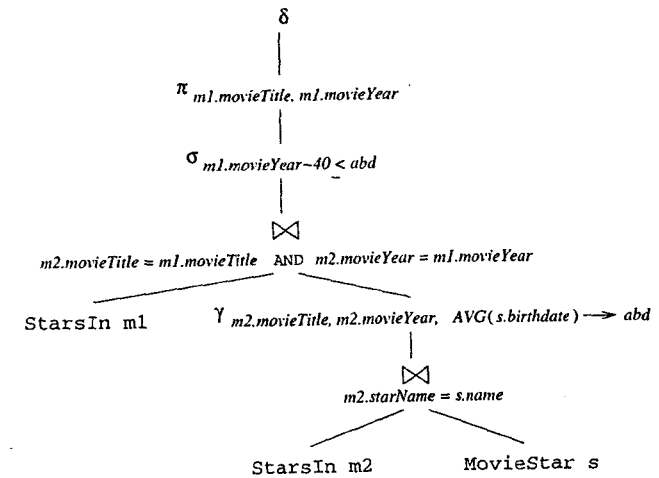 δ
π m1.movieTitle, m1.movieYear
σ m1.movieYear−40 ≤ abd
⋈
m2.movieTitle = m1.movieTitle AND m2.movieYear = m1.movieYear
StarsIn m1
γ m2.movieTitle, m2.movieYear, AVG(s.birthdate) → abd
⋈
m2.starName = s.name
StarsIn m2
MovieStar s